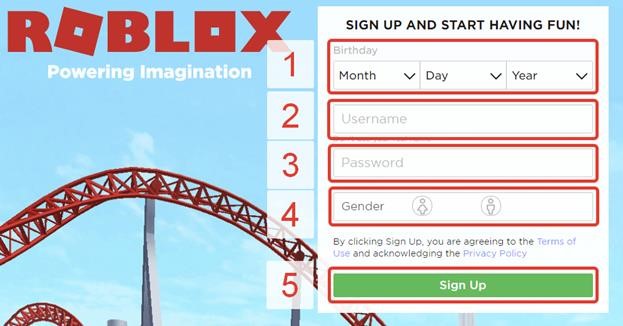 ROBLOX
Powering Imagination
SIGN UP AND START HAVING FUN!
1
Birthday
Month Day Year
2
Username
3
Password
4
Gender
By clicking Sign Up, you are agreeing to the Terms of
Use and acknowledging the Privacy Policy
5
Sign Up